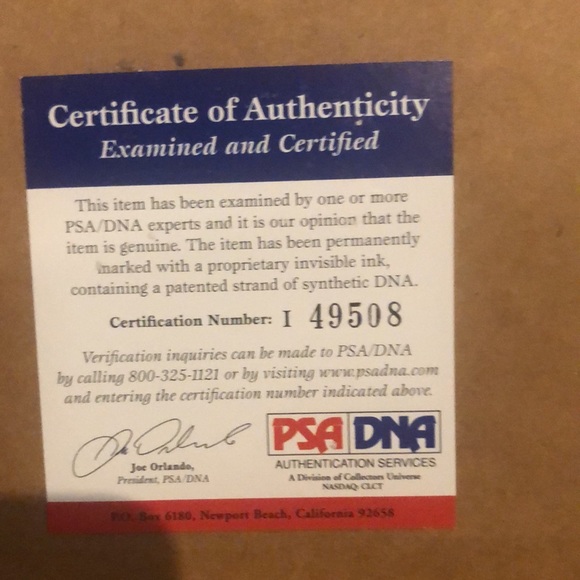 Certificate of Authenticity
Examined and Certified
This item has been examined by one or more
PSA/DNA experts and it is our opinion that the
item is genuine. The item has been permanently
marked with a proprietary invisible ink,
containing a patented strand of synthetic DNA.
Certification Number: I 49508
Verification inquiries can be made to PSA/DNA
by calling 800-325-1121 or by visiting www.psadna.com
and entering the certification number indicated above.
Joe Orlando,
President, PSA/DNA
PSA DNA
AUTHENTICATION SERVICES
A Division of Collectors Universe
NASDAQ: CLCT
P.O. Box 6180, Newport Beach, California 92658